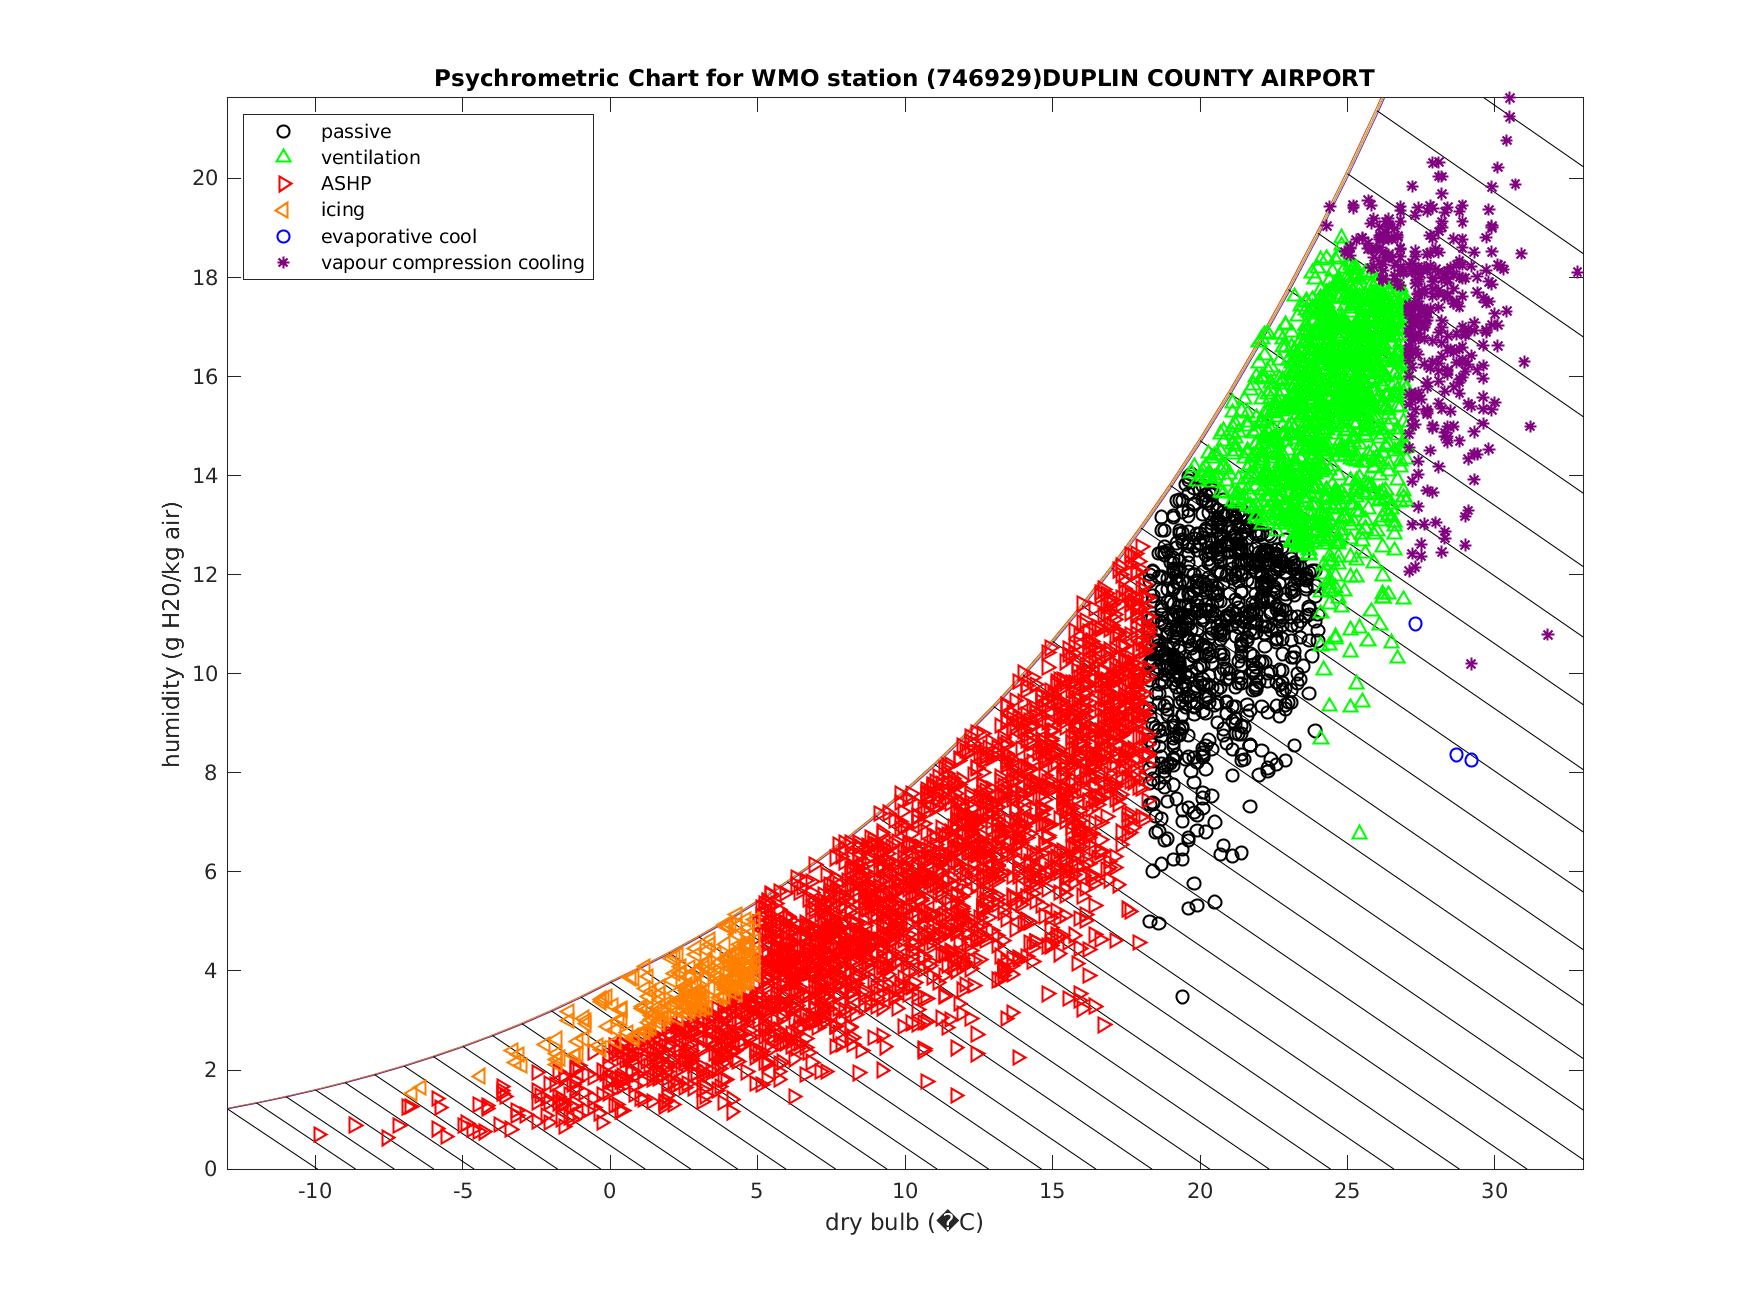 Psychrometric Chart for WMO station (746929)DUPLIN COUNTY AIRPORT
passive
ventilation
ASHP
icing
evaporative cool
vapour compression cooling
humidity (g H20/kg air)
20
18
16
14
12
10
8
6
4
2
0
-10 -5 0 5 10 15 20 25 30
dry bulb (�C)